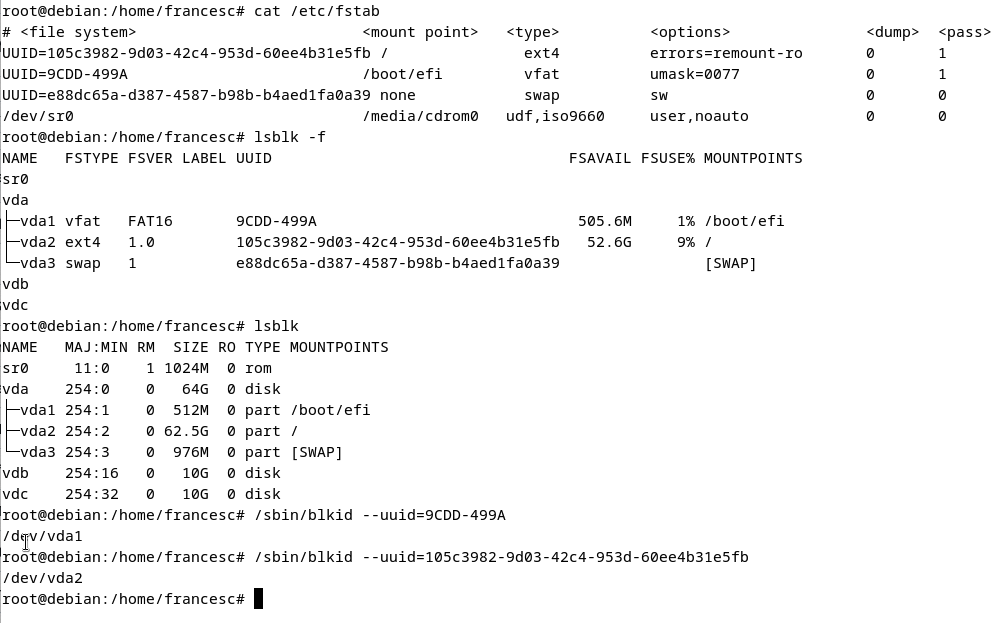 root@debian:/home/francesc# cat /etc/fstab
# <file system> <mount point> <type> <options> <dump> <pass>
UUID=105c3982-9d03-42c4-953d-60ee4b31e5fb / ext4 errors=remount-ro 0 1
UUID=9CDD-499A /boot/efi vfat umask=0077 0 1
UUID=e88dc65a-d387-4587-b98b-b4aed1fa0a39 none swap sw 0 0
/dev/sr0 /media/cdrom0 udf,iso9660 user,noauto 0 0
root@debian:/home/francesc# lsblk -f
NAME FSTYPE FSVER LABEL UUID FSAVAIL FSUSE% MOUNTPOINTS
sr0
vda
├─vda1 vfat FAT16 9CDD-499A 505.6M 1% /boot/efi
├─vda2 ext4 1.0 105c3982-9d03-42c4-953d-60ee4b31e5fb 52.6G 9% /
└─vda3 swap 1 e88dc65a-d387-4587-b98b-b4aed1fa0a39 [SWAP]
vdb
vdc
root@debian:/home/francesc# lsblk
NAME MAJ:MIN RM SIZE RO TYPE MOUNTPOINTS
sr0 11:0 1 1024M 0 rom
vda 254:0 0 64G 0 disk
├─vda1 254:1 0 512M 0 part /boot/efi
├─vda2 254:2 0 62.5G 0 part /
└─vda3 254:3 0 976M 0 part [SWAP]
vdb 254:16 0 10G 0 disk
vdc 254:32 0 10G 0 disk
root@debian:/home/francesc# /sbin/blkid --uuid=9CDD-499A
/dev/vda1
root@debian:/home/francesc# /sbin/blkid --uuid=105c3982-9d03-42c4-953d-60ee4b31e5fb
/dev/vda2
root@debian:/home/francesc#